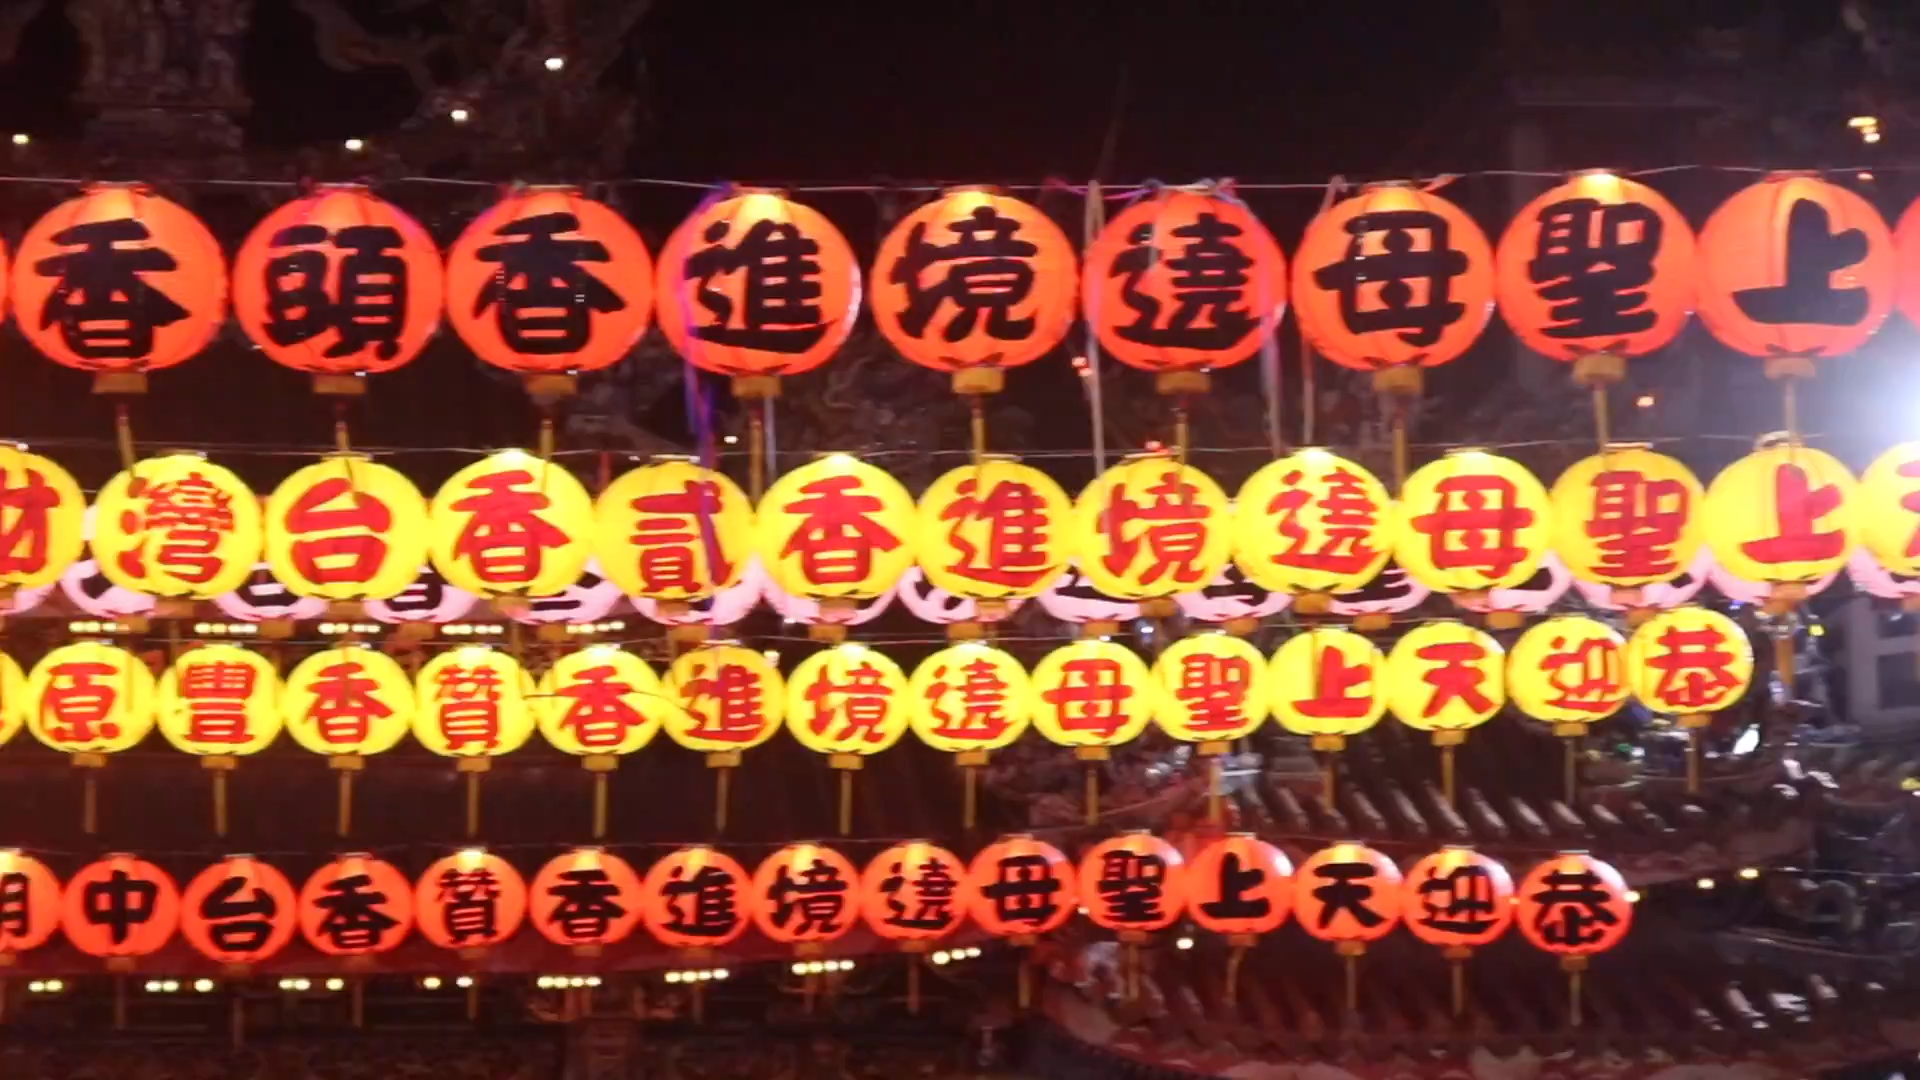 上聖母遶境進香頭香
上聖母遶境進香貳香台灣
恭迎天上聖母遶境進香贊香豐原
恭迎天上聖母遶境進香贊香台中